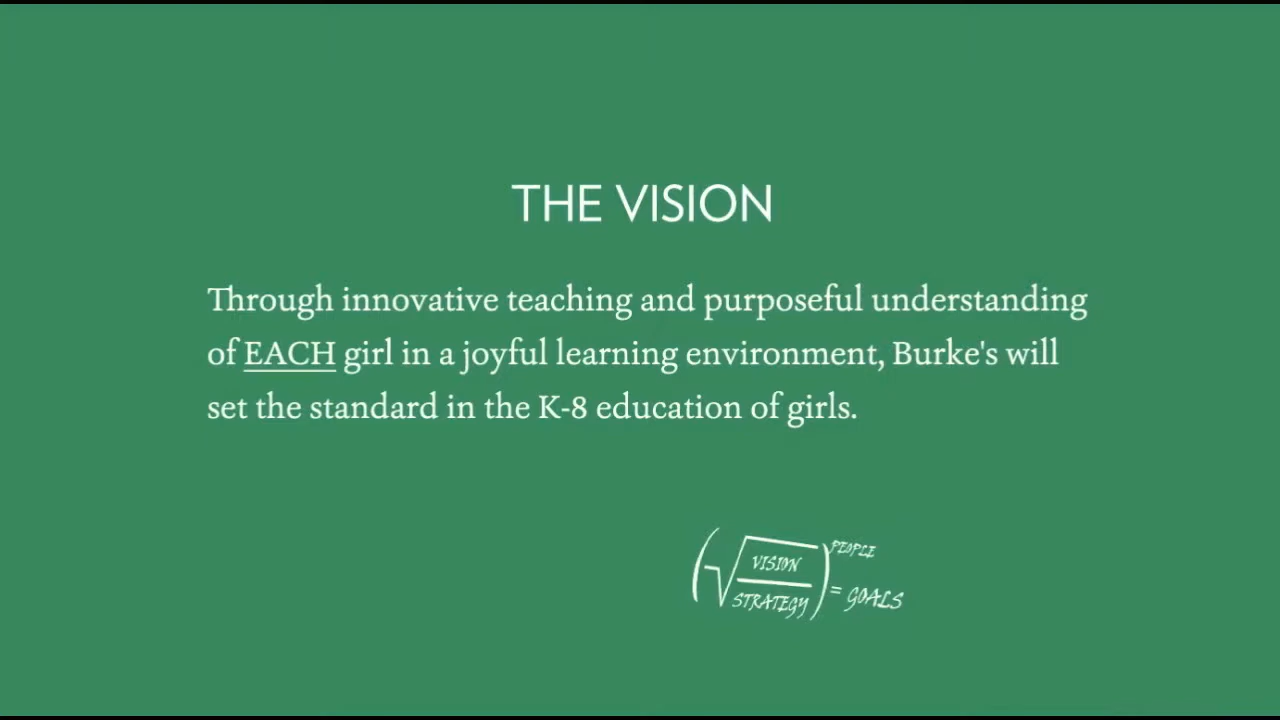 THE VISION
Through innovative teaching and purposeful understanding
of EACH girl in a joyful learning environment, Burke's will
set the standard in the K-8 education of girls.
(√VISION
STRATEGY)
PEOPLE
= GOALS